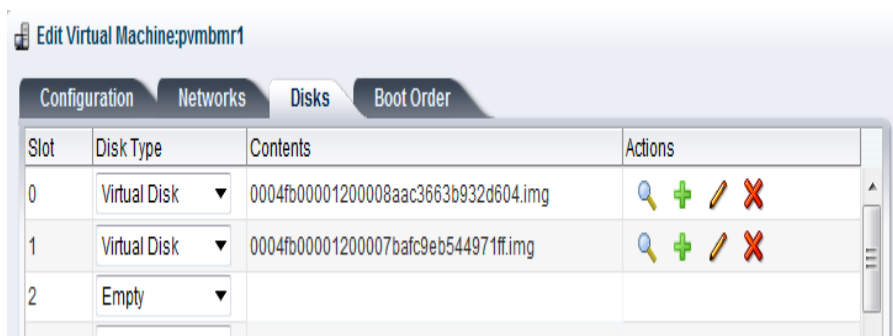 Edit Virtual Machine:pvmbmr1
Configuration Networks Disks Boot Order
Slot Disk Type Contents Actions
0 Virtual Disk 0004fb00001200008aac3663b932d604.img
1 Virtual Disk 0004fb00001200007bafc9eb544971ff.img
2 Empty